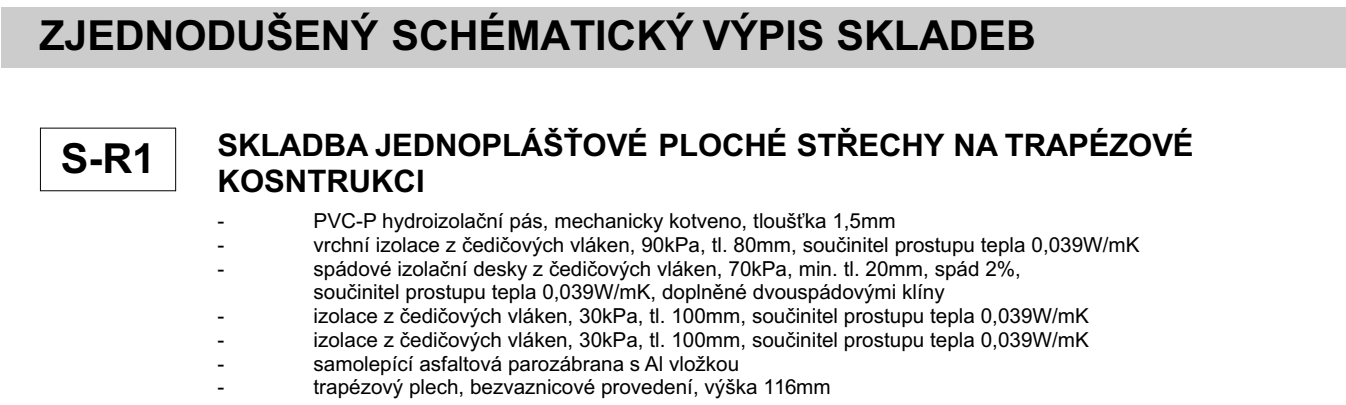 ZJEDNODUŠENÝ SCHÉMATICKÝ VÝPIS SKLADEB
S-R1
SKLADBA JEDNOPLÁŠŤOVÉ PLOCHÉ STŘECHY NA TRAPÉZOVÉ
KOSNTRUKCI
- PVC-P hydroizolační pás, mechanicky kotveno, tloušťka 1,5mm
- vrchní izolace z čedičových vláken, 90kPa, tl. 80mm, součinitel prostupu tepla 0,039W/mK
- spádové izolační desky z čedičových vláken, 70kPa, min. tl. 20mm, spád 2%,
součinitel prostupu tepla 0,039W/mK, doplněné dvouspádovými klíny
- izolace z čedičových vláken, 30kPa, tl. 100mm, součinitel prostupu tepla 0,039W/mK
- izolace z čedičových vláken, 30kPa, tl. 100mm, součinitel prostupu tepla 0,039W/mK
- samolepící asfaltová parozábrana s Al vložkou
- trapézový plech, bezvaznicové provedení, výška 116mm